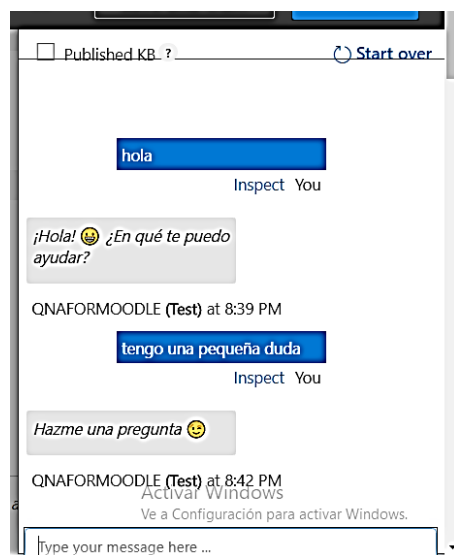 Published KB ?
Start over
hola
Inspect You
¡Hola! 😀 ¿En qué te puedo
ayudar?
QNAFORMOODLE (Test) at 8:39 PM
tengo una pequeña duda
Inspect You
Hazme una pregunta 😉
QNAFORMOODLE (Test) at 8:42 PM
Activar Windows
Ve a Configuración para activar Windows.
Type your message here ...